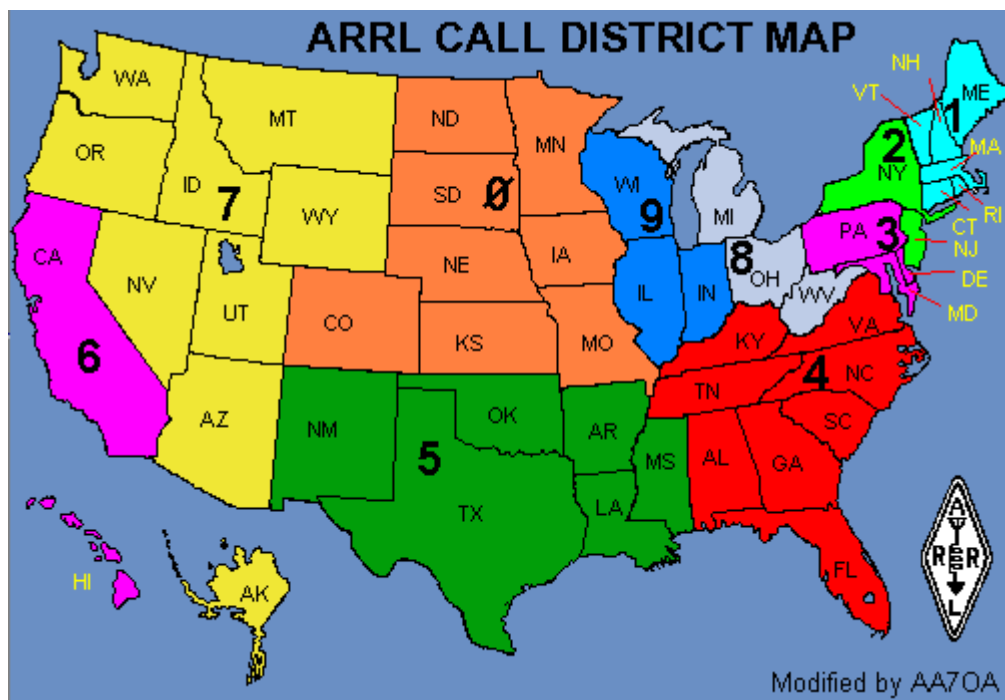 ARRL CALL DISTRICT MAP
NH
VT
ME
1
WA
MT
ND
MN
2
MA
OR
NY
ID
7
SD
0
WI
9
MI
RI
WY
PA
3
CT
NJ
CA
NE
IA
8
OH
DE
NV
IL
IN
WV
MD
UT
CO
KS
MO
KY
VA
6
TN
4
NC
AZ
NM
OK
AR
SC
5
MS
AL
GA
TX
LA
A
R R
L
HI
AK
FL
Modified by AA7OA